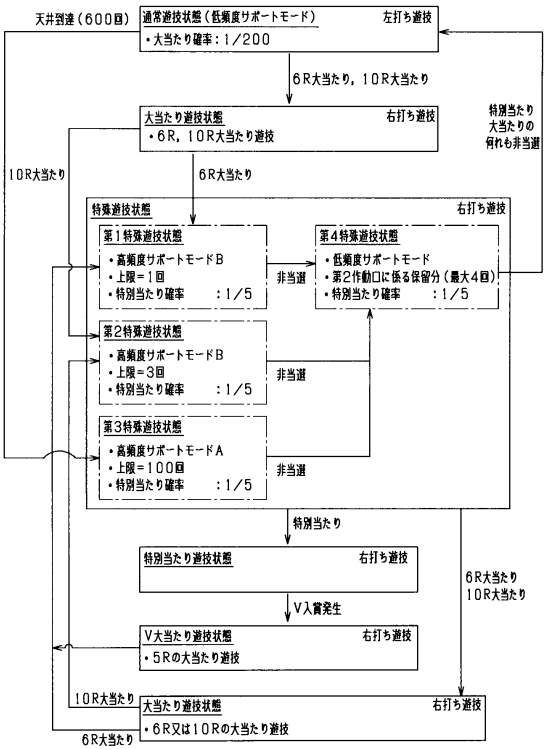 天井到達(600回)
通常遊技状態(低頻度サポートモード) 左打ち遊技
・大当たり確率:1/200
6R大当たり,10R大当たり
特別当たり
大当たりの
何れも非当選
大当たり遊技状態 右打ち遊技
・6R,10R大当たり遊技
10R大当たり
6R大当たり
特殊遊技状態 右打ち遊技
第1特殊遊技状態
・高頻度サポートモードB
・上限=1回
・特別当たり確率 :1/5
非当選
第4特殊遊技状態
・低頻度サポートモード
・第2作動口に係る保留分(最大4回)
・特別当たり確率 :1/5
第2特殊遊技状態
・高頻度サポートモードB
・上限=3回
・特別当たり確率 :1/5
非当選
第3特殊遊技状態
・高頻度サポートモードA
・上限=100回
・特別当たり確率 :1/5
非当選
特別当たり
特別当たり遊技状態 右打ち遊技
6R大当たり
10R大当たり
V入賞発生
V大当たり遊技状態 右打ち遊技
・5Rの大当たり遊技
10R大当たり
大当たり遊技状態 右打ち遊技
・6R又は10Rの大当たり遊技
6R大当たり